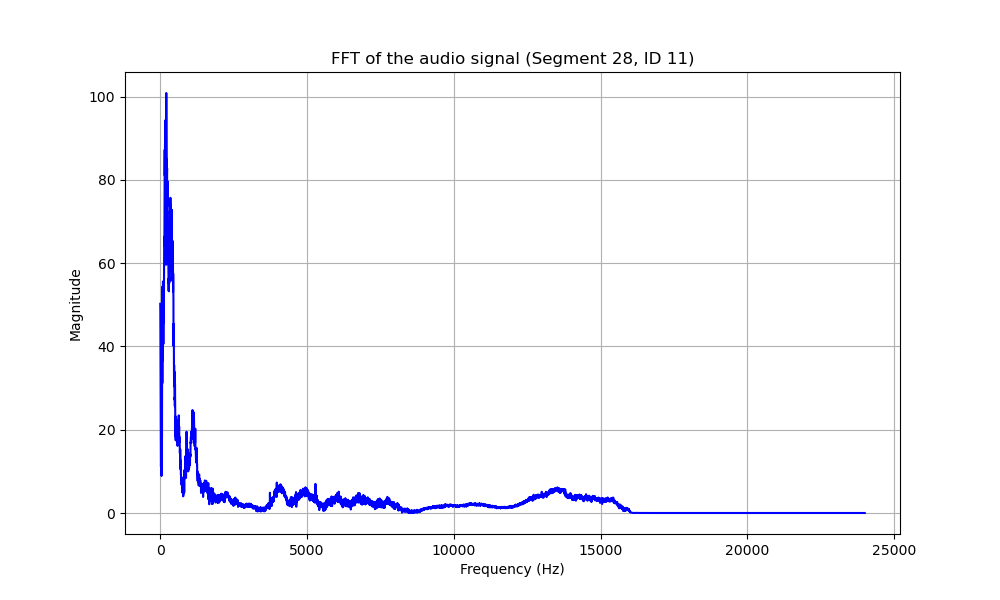 FFT of the audio signal (Segment 28, ID 11)
100
80
60
40
20
0
Magnitude
0 5000 10000 15000 20000 25000
Frequency (Hz)